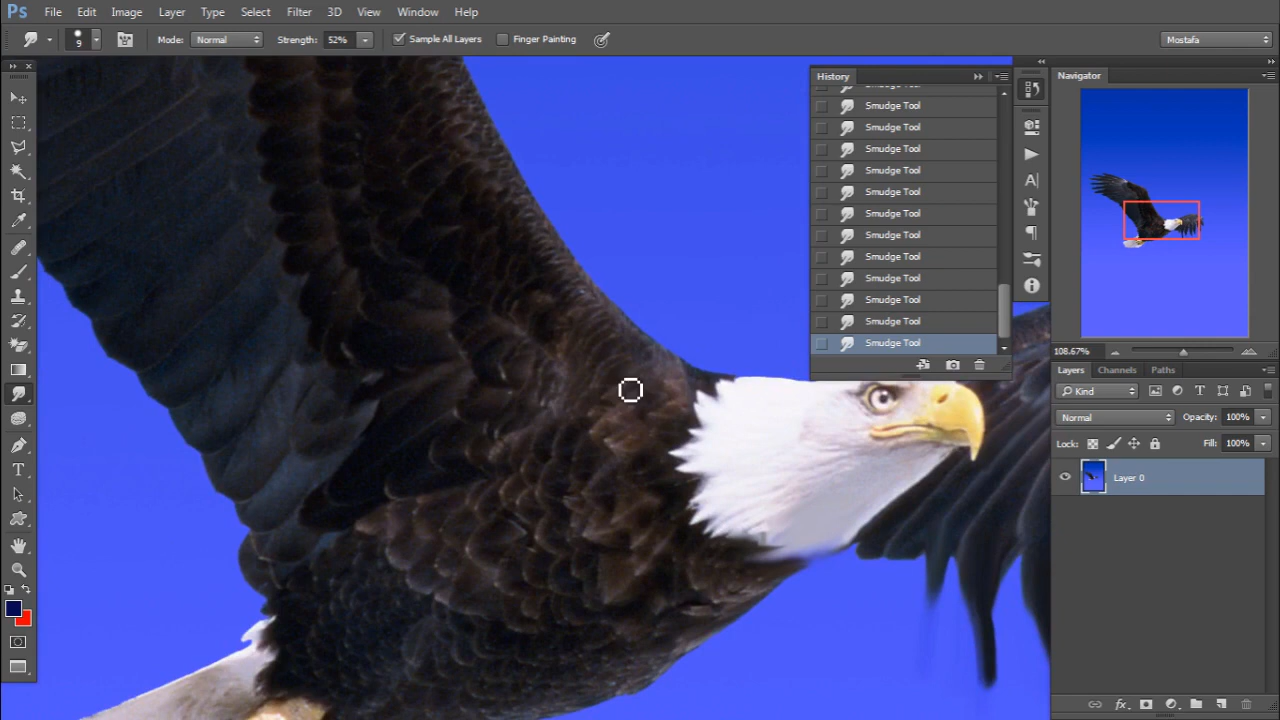 Ps File Edit Image Layer Type Select Filter 3D View Window Help
9 Mode: Normal Strength: 52% Sample All Layers Finger Painting Mostafa
History
Smudge Tool
Smudge Tool
Smudge Tool
Smudge Tool
Smudge Tool
Smudge Tool
Smudge Tool
Smudge Tool
Smudge Tool
Smudge Tool
Smudge Tool
Smudge Tool
Smudge Tool
Navigator
108.67%
Layers Channels Paths
Kind
Normal Opacity: 100%
Lock: Fill: 100%
Layer 0